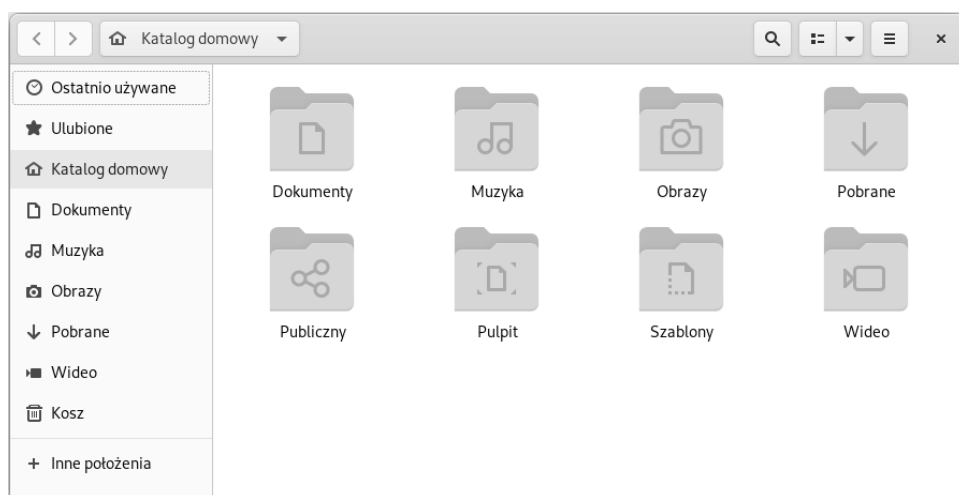 Katalog domowy
Ostatnio używane
Ulubione
Katalog domowy
Dokumenty
Muzyka
Obrazy
Pobrane
Wideo
Kosz
Inne położenia
Dokumenty Muzyka Obrazy Pobrane
Publiczny Pulpit Szablony Wideo